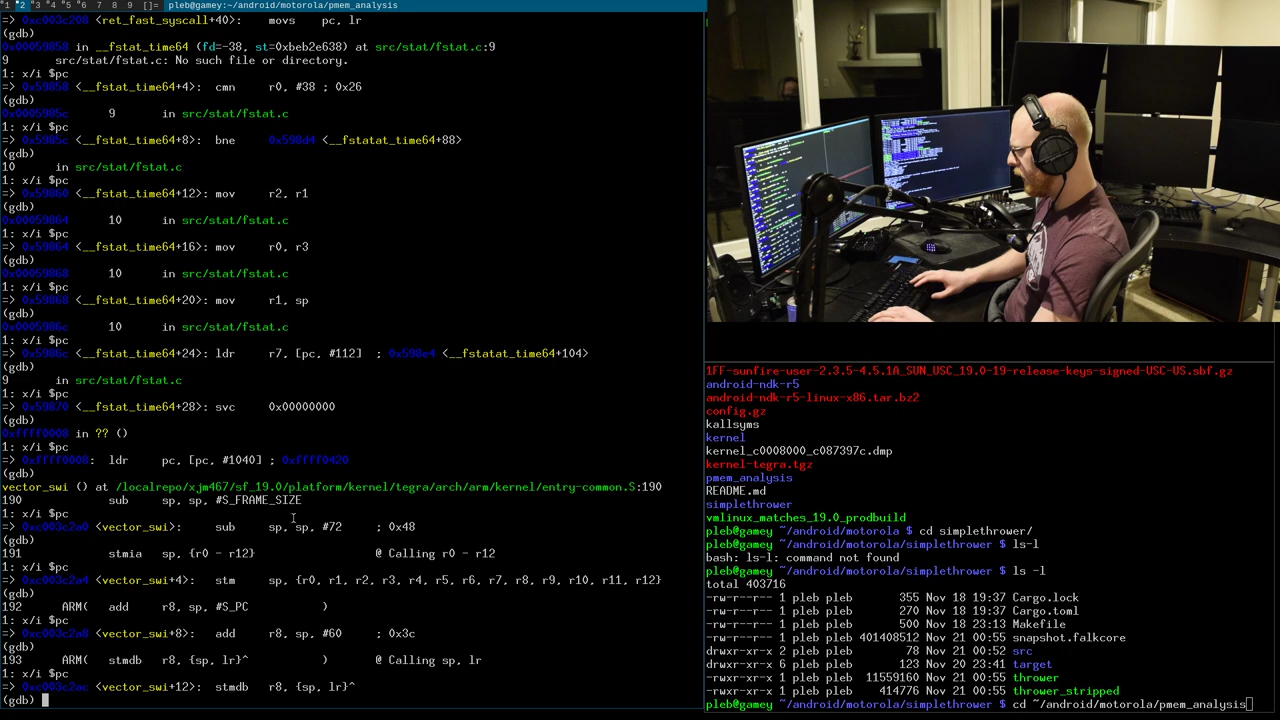 1 2 3 4 5 6 7 8 9 []= pleb@gamey:~/android/motorola/pmem_analysis
=> 0xc003c208 <ret_fast_syscall+40>: movs pc, lr
(gdb)
0x00059858 in __fstat_time64 (fd=-38, st=0xbeb2e638) at src/stat/fstat.c:9
9 src/stat/fstat.c: No such file or directory.
1: x/i $pc
=> 0x59858 <__fstat_time64+4>: cmn r0, #38 ; 0x26
(gdb)
0x0005985c 9 in src/stat/fstat.c
1: x/i $pc
=> 0x5985c <__fstat_time64+8>: bne 0x598d4 <__fstatat_time64+88>
(gdb)
10 in src/stat/fstat.c
1: x/i $pc
=> 0x59860 <__fstat_time64+12>: mov r2, r1
(gdb)
0x00059864 10 in src/stat/fstat.c
1: x/i $pc
=> 0x59864 <__fstat_time64+16>: mov r0, r3
(gdb)
0x00059868 10 in src/stat/fstat.c
1: x/i $pc
=> 0x59868 <__fstat_time64+20>: mov r1, sp
(gdb)
0x0005986c 10 in src/stat/fstat.c
1: x/i $pc
=> 0x5986c <__fstat_time64+24>: ldr r7, [pc, #112] ; 0x598e4 <__fstatat_time64+104>
(gdb)
9 in src/stat/fstat.c
1: x/i $pc
=> 0x59870 <__fstat_time64+28>: svc 0x00000000
(gdb)
0xffff0008 in ?? ()
1: x/i $pc
=> 0xffff0008: ldr pc, [pc, #1040] ; 0xffff0420
(gdb)
vector_swi () at /localrepo/xjm467/sf_19.0/platform/kernel/tegra/arch/arm/kernel/entry-common.S:190
190 sub sp, sp, #S_FRAME_SIZE
1: x/i $pc
=> 0xc003c2a0 <vector_swi>: sub sp, sp, #72 ; 0x48
(gdb)
191 stmia sp, {r0 - r12} @ Calling r0 - r12
1: x/i $pc
=> 0xc003c2a4 <vector_swi+4>: stm sp, {r0, r1, r2, r3, r4, r5, r6, r7, r8, r9, r10, r11, r12}
(gdb)
192 ARM( add r8, sp, #S_PC )
1: x/i $pc
=> 0xc003c2a8 <vector_swi+8>: add r8, sp, #60 ; 0x3c
(gdb)
193 ARM( stmdb r8, {sp, lr}^ ) @ Calling sp, lr
1: x/i $pc
=> 0xc003c2ac <vector_swi+12>: stmdb r8, {sp, lr}^
(gdb)
1FF-sunfire-user-2.3.5-4.5.1A_SUN_USC_19.0-19-release-keys-signed-USC-US.sbf.gz
android-ndk-r5
android-ndk-r5-linux-x86.tar.bz2
config.gz
kallsyms
kernel
kernel_c0008000_c087397c.dmp
kernel-tegra.tgz
pmem_analysis
README.md
simplethrower
vmlinux_matches_19.0_prodbuild
pleb@gamey ~/android/motorola $ cd simplethrower/
pleb@gamey ~/android/motorola/simplethrower $ ls-l
bash: ls-l: command not found
pleb@gamey ~/android/motorola/simplethrower $ ls -l
total 403716
-rw-r--r-- 1 pleb pleb 355 Nov 18 19:37 Cargo.lock
-rw-r--r-- 1 pleb pleb 270 Nov 18 19:37 Cargo.toml
-rw-r--r-- 1 pleb pleb 500 Nov 18 23:13 Makefile
-rw-r--r-- 1 pleb pleb 401408512 Nov 21 00:55 snapshot.falkcore
drwxr-xr-x 2 pleb pleb 78 Nov 21 00:52 src
drwxr-xr-x 6 pleb pleb 123 Nov 20 23:41 target
-rwxr-xr-x 1 pleb pleb 11559160 Nov 21 00:55 thrower
-rwxr-xr-x 1 pleb pleb 414776 Nov 21 00:55 thrower_stripped
pleb@gamey ~/android/motorola/simplethrower $ cd ~/android/motorola/pmem_analysis